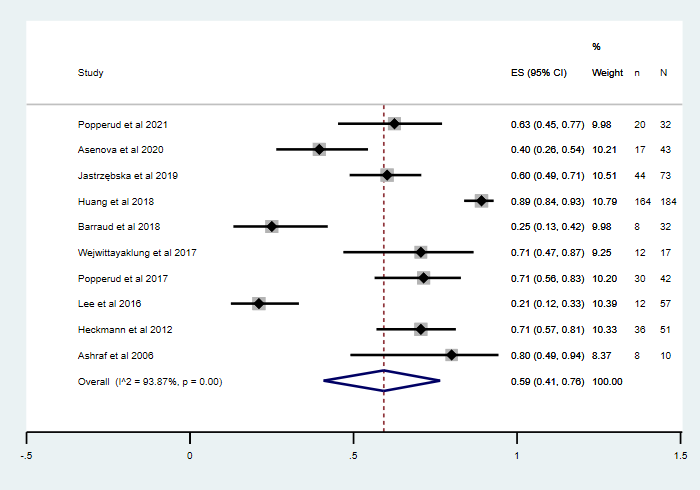 %
Study ES (95% CI) Weight n N
Popperud et al 2021 0.63 (0.45, 0.77) 9.98 20 32
Asenova et al 2020 0.40 (0.26, 0.54) 10.21 17 43
Jastrzębska et al 2019 0.60 (0.49, 0.71) 10.51 44 73
Huang et al 2018 0.89 (0.84, 0.93) 10.79 164 184
Barraud et al 2018 0.25 (0.13, 0.42) 9.98 8 32
Wejwittayaklung et al 2017 0.71 (0.47, 0.87) 9.25 12 17
Popperud et al 2017 0.71 (0.56, 0.83) 10.20 30 42
Lee et al 2016 0.21 (0.12, 0.33) 10.39 12 57
Heckmann et al 2012 0.71 (0.57, 0.81) 10.33 36 51
Ashraf et al 2006 0.80 (0.49, 0.94) 8.37 8 10
Overall (I^2 = 93.87%, p = 0.00) 0.59 (0.41, 0.76) 100.00
-.5 0 .5 1 1.5